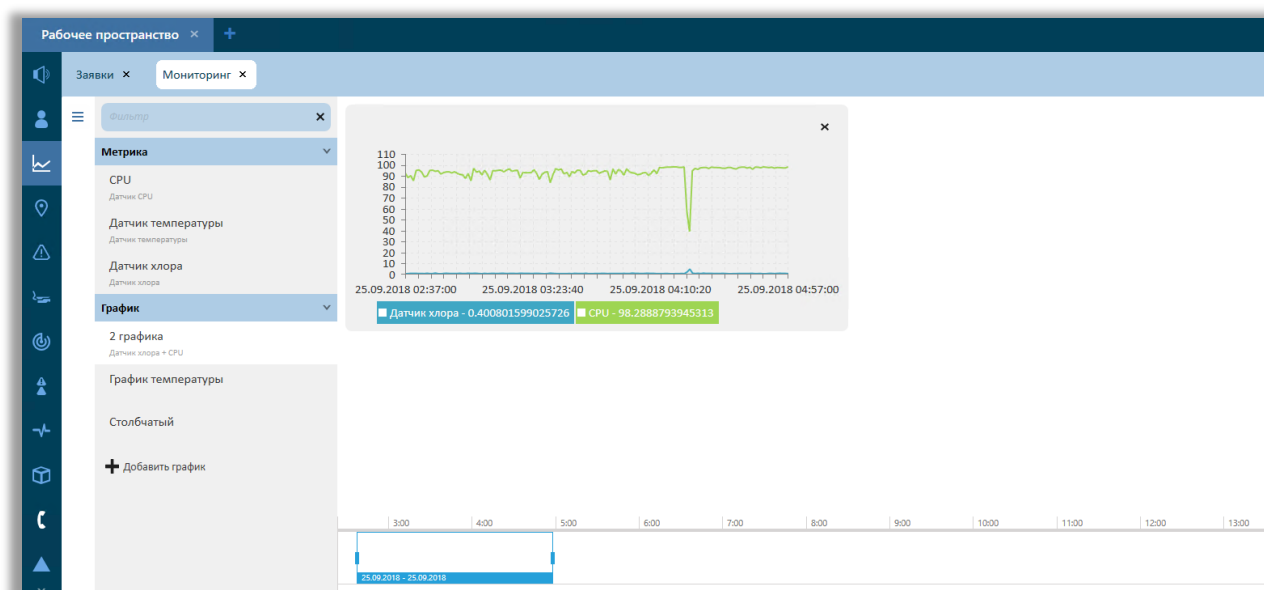 Рабочее пространство × +
Заявки × Мониторинг ×
Фильтр ×
Метрика
CPU
Датчик CPU
Датчик температуры
Датчик температуры
Датчик хлора
Датчик хлора
График
2 графика
Датчик хлора + CPU
График температуры
Столбчатый
Добавить график
×
110
100
90
80
70
60
50
40
30
20
10
0
25.09.2018 02:37:00 25.09.2018 03:23:40 25.09.2018 04:10:20 25.09.2018 04:57:00
Датчик хлора - 0.400801599025726 CPU - 98.2888793945313
3:00 4:00 5:00 6:00 7:00 8:00 9:00 10:00 11:00 12:00 13:00
25.09.2018 - 25.09.2018